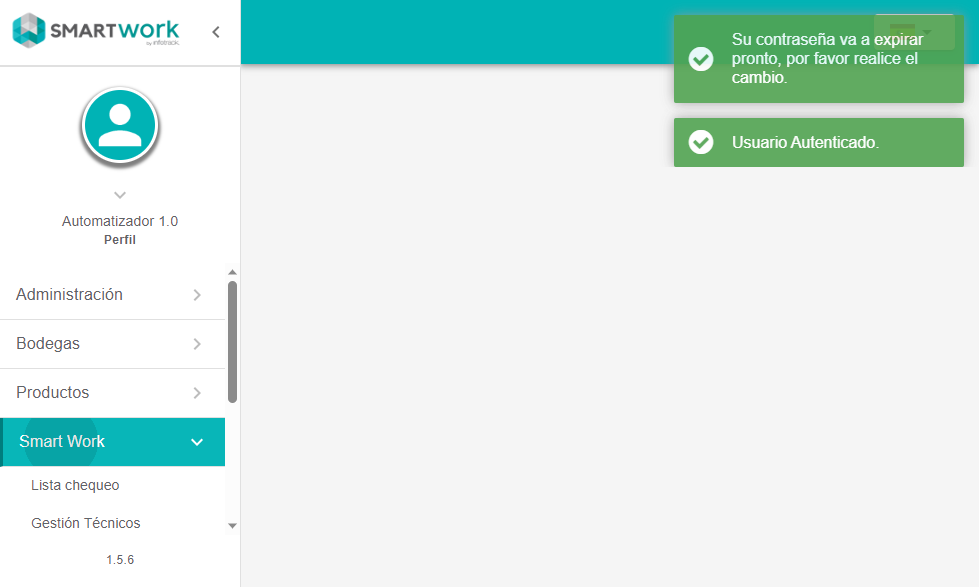 SMARTWORK
by infotrack.
Su contraseña va a expirar
pronto, por favor realice el
cambio.
Usuario Autenticado.
Automatizador 1.0
Perfil
Administración
Bodegas
Productos
Smart Work
Lista chequeo
Gestión Técnicos
1.5.6